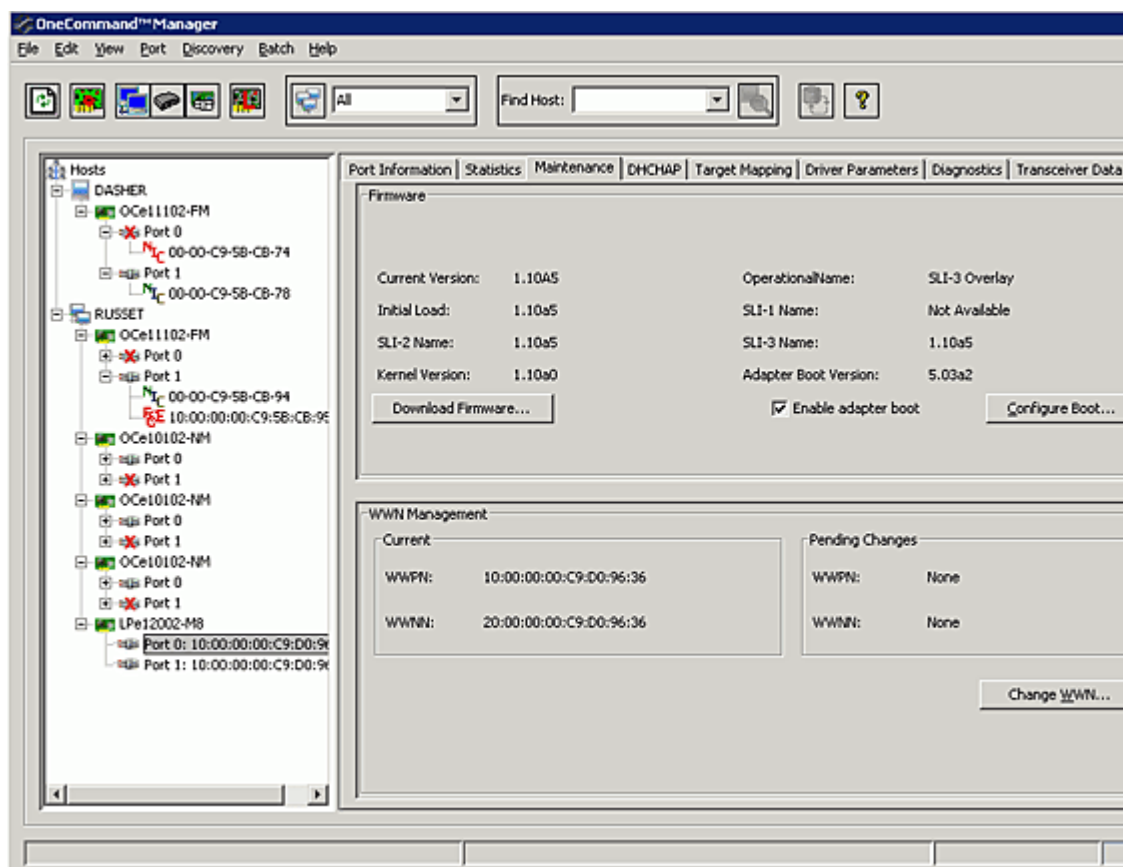 OneCommand™Manager
File Edit View Port Discovery Batch Help
All Find Host:
Hosts
DASHER
OCe11102-FM
Port 0
NIC 00-00-C9-5B-CB-74
Port 1
NIC 00-00-C9-5B-CB-78
RUSSET
OCe11102-FM
Port 0
Port 1
NIC 00-00-C9-5B-CB-94
10:00:00:00:C9:5B:CB:95
OCe10102-NM
Port 0
Port 1
OCe10102-NM
Port 0
Port 1
OCe10102-NM
Port 0
Port 1
LPe12002-M8
Port 0: 10:00:00:00:C9:D0:96
Port 1: 10:00:00:00:C9:D0:96
Port Information Statistics Maintenance DHCHAP Target Mapping Driver Parameters Diagnostics Transceiver Data
Firmware
Current Version: 1.10A5 OperationalName: SLI-3 Overlay
Initial Load: 1.10a5 SLI-1 Name: Not Available
SLI-2 Name: 1.10a5 SLI-3 Name: 1.10a5
Kernel Version: 1.10a0 Adapter Boot Version: 5.03a2
Download Firmware... Enable adapter boot Configure Boot...
WWN Management
Current Pending Changes
WWPN: 10:00:00:00:C9:D0:96:36 WWPN: None
WWNN: 20:00:00:00:C9:D0:96:36 WWNN: None
Change WWN...